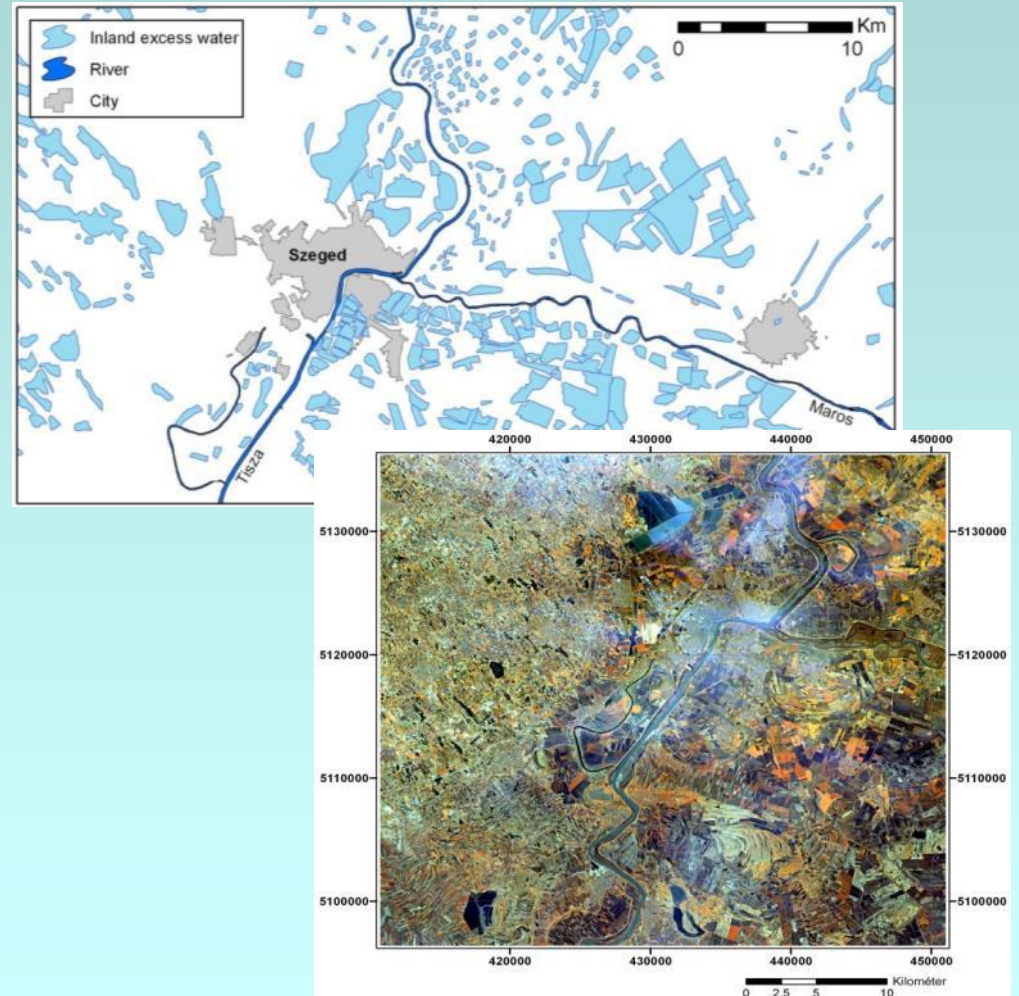 Inland excess water
River
City
Km
0 10
Szeged
Maros
Tisza
420000 430000 440000 450000
5130000 5130000
5120000 5120000
5110000 5110000
5100000 5100000
420000 430000 440000 450000
Kilométer
0 2.5 5 10